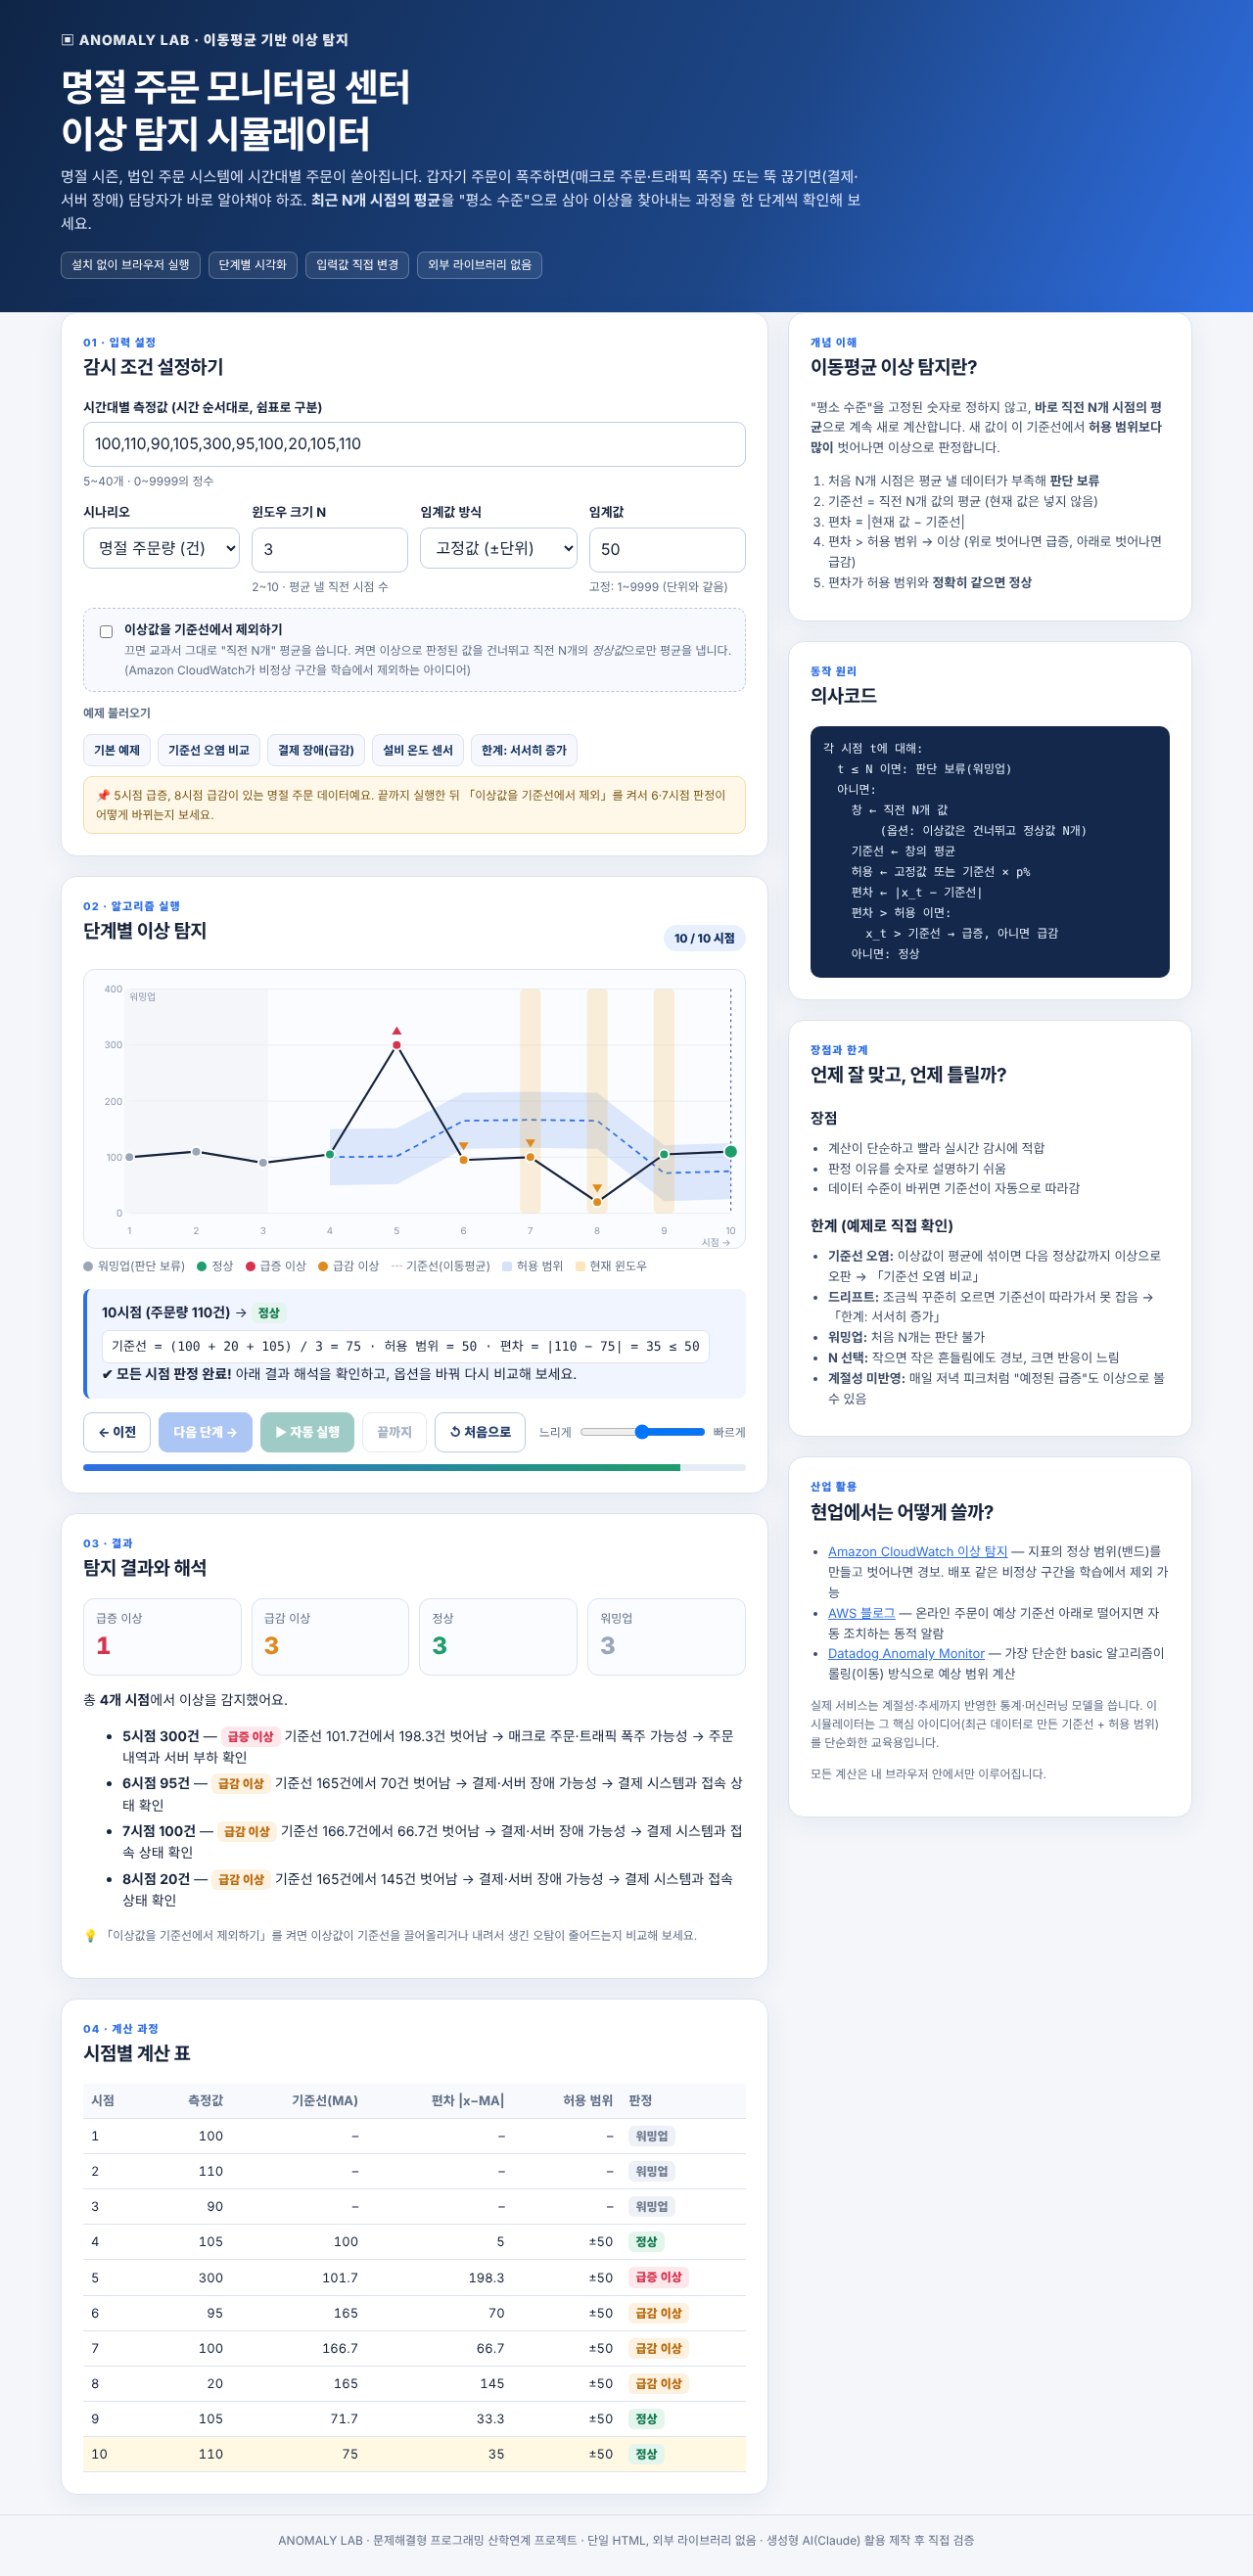 ▣ ANOMALY LAB · 이동평균 기반 이상 탐지
명절 주문 모니터링 센터
이상 탐지 시뮬레이터
명절 시즌, 법인 주문 시스템에 시간대별 주문이 쏟아집니다. 갑자기 주문이 폭주하면(매크로 주문·트래픽 폭주) 또는 뚝 끊기면(결제·
서버 장애) 담당자가 바로 알아채야 하죠. 최근 N개 시점의 평균을 "평소 수준"으로 삼아 이상을 찾아내는 과정을 한 단계씩 확인해 보
세요.
설치 없이 브라우저 실행 단계별 시각화 입력값 직접 변경 외부 라이브러리 없음
01 · 입력 설정
감시 조건 설정하기
시간대별 측정값 (시간 순서대로, 쉼표로 구분)
100,110,90,105,300,95,100,20,105,110
5~40개 · 0~9999의 정수
시나리오 윈도우 크기 N 임계값 방식 임계값
명절 주문량 (건) 3 고정값 (±단위) 50
2~10 · 평균 낼 직전 시점 수 고정: 1~9999 (단위와 같음)
이상값을 기준선에서 제외하기
끄면 교과서 그대로 "직전 N개" 평균을 씁니다. 켜면 이상으로 판정된 값을 건너뛰고 직전 N개의 정상값으로만 평균을 냅니다.
(Amazon CloudWatch가 비정상 구간을 학습에서 제외하는 아이디어)
예제 불러오기
기본 예제 기준선 오염 비교 결제 장애(급감) 설비 온도 센서 한계: 서서히 증가
📌 5시점 급증, 8시점 급감이 있는 명절 주문 데이터예요. 끝까지 실행한 뒤 「이상값을 기준선에서 제외」를 켜서 6·7시점 판정이
어떻게 바뀌는지 보세요.
02 · 알고리즘 실행
단계별 이상 탐지
10 / 10 시점
400
300
200
100
0
워밍업
1 2 3 4 5 6 7 8 9 10
시점 →
워밍업(판단 보류) 정상 급증 이상 급감 이상 기준선(이동평균) 허용 범위 현재 윈도우
10시점 (주문량 110건) → 정상
기준선 = (100 + 20 + 105) / 3 = 75 · 허용 범위 = 50 · 편차 = |110 − 75| = 35 ≤ 50
✔ 모든 시점 판정 완료! 아래 결과 해석을 확인하고, 옵션을 바꿔 다시 비교해 보세요.
← 이전 다음 단계 → ▶ 자동 실행 끝까지 ↺ 처음으로 느리게 빠르게
03 · 결과
탐지 결과와 해석
급증 이상 급감 이상 정상 워밍업
1 3 3 3
총 4개 시점에서 이상을 감지했어요.
• 5시점 300건 — 급증 이상 기준선 101.7건에서 198.3건 벗어남 → 매크로 주문·트래픽 폭주 가능성 → 주문
내역과 서버 부하 확인
• 6시점 95건 — 급감 이상 기준선 165건에서 70건 벗어남 → 결제·서버 장애 가능성 → 결제 시스템과 접속 상
태 확인
• 7시점 100건 — 급감 이상 기준선 166.7건에서 66.7건 벗어남 → 결제·서버 장애 가능성 → 결제 시스템과 접
속 상태 확인
• 8시점 20건 — 급감 이상 기준선 165건에서 145건 벗어남 → 결제·서버 장애 가능성 → 결제 시스템과 접속
상태 확인
💡 「이상값을 기준선에서 제외하기」를 켜면 이상값이 기준선을 끌어올리거나 내려서 생긴 오탐이 줄어드는지 비교해 보세요.
04 · 계산 과정
시점별 계산 표
시점 측정값 기준선(MA) 편차 |x−MA| 허용 범위 판정
1 100 – – – 워밍업
2 110 – – – 워밍업
3 90 – – – 워밍업
4 105 100 5 ±50 정상
5 300 101.7 198.3 ±50 급증 이상
6 95 165 70 ±50 급감 이상
7 100 166.7 66.7 ±50 급감 이상
8 20 165 145 ±50 급감 이상
9 105 71.7 33.3 ±50 정상
10 110 75 35 ±50 정상
개념 이해
이동평균 이상 탐지란?
"평소 수준"을 고정된 숫자로 정하지 않고, 바로 직전 N개 시점의 평
균으로 계속 새로 계산합니다. 새 값이 이 기준선에서 허용 범위보다
많이 벗어나면 이상으로 판정합니다.
1. 처음 N개 시점은 평균 낼 데이터가 부족해 판단 보류
2. 기준선 = 직전 N개 값의 평균 (현재 값은 넣지 않음)
3. 편차 = |현재 값 − 기준선|
4. 편차 > 허용 범위 → 이상 (위로 벗어나면 급증, 아래로 벗어나면
급감)
5. 편차가 허용 범위와 정확히 같으면 정상
동작 원리
의사코드
각 시점 t에 대해:
t ≤ N 이면: 판단 보류(워밍업)
아니면:
창 ← 직전 N개 값
(옵션: 이상값은 건너뛰고 정상값 N개)
기준선 ← 창의 평균
허용 ← 고정값 또는 기준선 × p%
편차 ← |x_t − 기준선|
편차 > 허용 이면:
x_t > 기준선 → 급증, 아니면 급감
아니면: 정상
장점과 한계
언제 잘 맞고, 언제 틀릴까?
장점
• 계산이 단순하고 빨라 실시간 감시에 적합
• 판정 이유를 숫자로 설명하기 쉬움
• 데이터 수준이 바뀌면 기준선이 자동으로 따라감
한계 (예제로 직접 확인)
• 기준선 오염: 이상값이 평균에 섞이면 다음 정상값까지 이상으로
오판 → 「기준선 오염 비교」
• 드리프트: 조금씩 꾸준히 오르면 기준선이 따라가서 못 잡음 →
「한계: 서서히 증가」
• 워밍업: 처음 N개는 판단 불가
• N 선택: 작으면 작은 흔들림에도 경보, 크면 반응이 느림
• 계절성 미반영: 매일 저녁 피크처럼 "예정된 급증"도 이상으로 볼
수 있음
산업 활용
현업에서는 어떻게 쓸까?
• Amazon CloudWatch 이상 탐지 — 지표의 정상 범위(밴드)를
만들고 벗어나면 경보. 배포 같은 비정상 구간을 학습에서 제외 가
능
• AWS 블로그 — 온라인 주문이 예상 기준선 아래로 떨어지면 자
동 조치하는 동적 알람
• Datadog Anomaly Monitor — 가장 단순한 basic 알고리즘이
롤링(이동) 방식으로 예상 범위 계산
실제 서비스는 계절성·추세까지 반영한 통계·머신러닝 모델을 씁니다. 이
시뮬레이터는 그 핵심 아이디어(최근 데이터로 만든 기준선 + 허용 범위)
를 단순화한 교육용입니다.
모든 계산은 내 브라우저 안에서만 이루어집니다.
ANOMALY LAB · 문제해결형 프로그래밍 산학연계 프로젝트 · 단일 HTML, 외부 라이브러리 없음 · 생성형 AI(Claude) 활용 제작 후 직접 검증